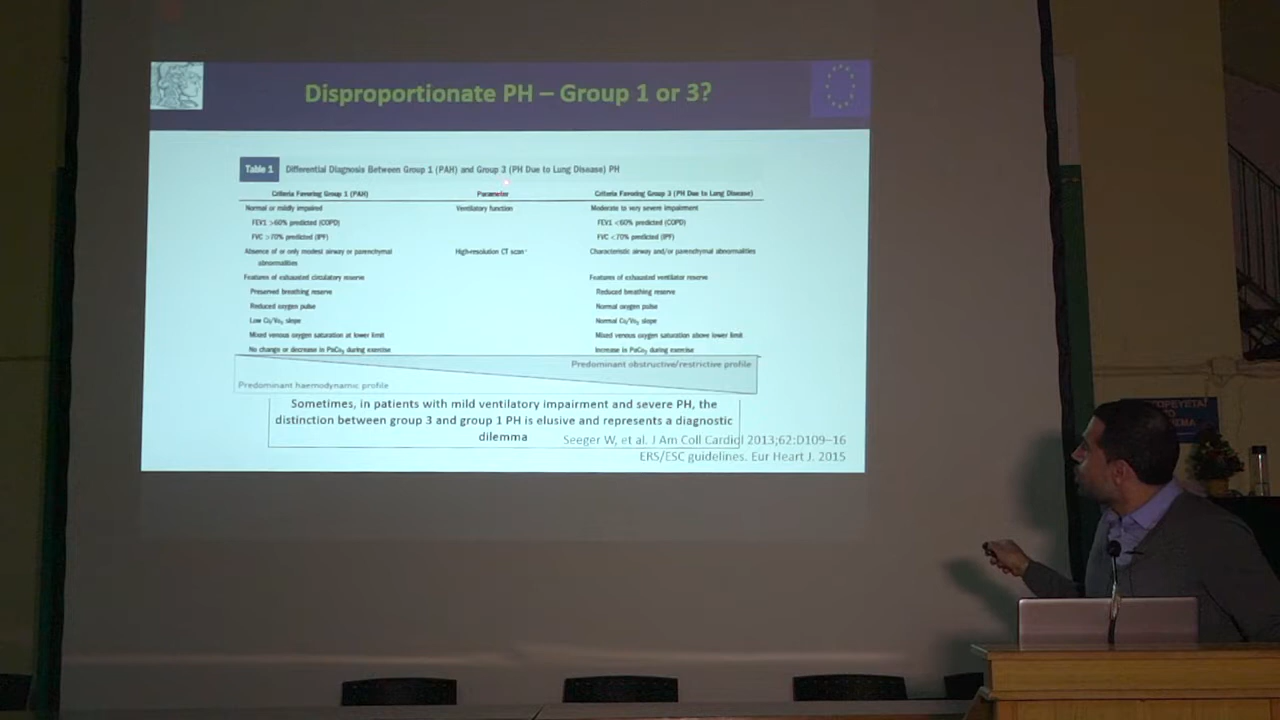 Disproportionate PH – Group 1 or 3?
Table 1 Differential Diagnosis Between Group 1 (PAH) and Group 3 (PH Due to Lung Disease) PH
Criteria Favoring Group 1 (PAH) Parameter Criteria Favoring Group 3 (PH Due to Lung Disease)
Normal or mildly impaired Ventilatory function Moderate to very severe impairment
FEV1 >60% predicted (COPD) FEV1 <60% predicted (COPD)
FVC >70% predicted (IPF) FVC <70% predicted (IPF)
Absence of or only modest airway or parenchymal High-resolution CT scan* Characteristic airway and/or parenchymal abnormalities
abnormalities
Features of exhausted circulatory reserve Features of exhausted ventilator reserve
Preserved breathing reserve Reduced breathing reserve
Reduced oxygen pulse Normal oxygen pulse
Low CO/VO2 slope Normal CO/VO2 slope
Mixed venous oxygen saturation at lower limit Mixed venous oxygen saturation above lower limit
No change or decrease in PaCO2 during exercise Increase in PaCO2 during exercise
Predominant obstructive/restrictive profile
Predominant haemodynamic profile
Sometimes, in patients with mild ventilatory impairment and severe PH, the
distinction between group 3 and group 1 PH is elusive and represents a diagnostic
dilemma
Seeger W, et al. J Am Coll Cardiol 2013;62:D109–16
ERS/ESC guidelines. Eur Heart J. 2015